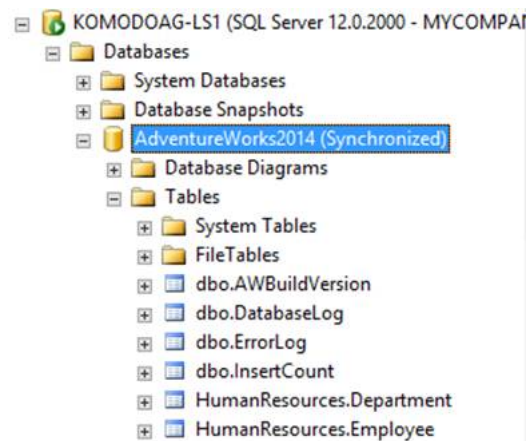 KOMODOAG-LS1 (SQL Server 12.0.2000 - MYCOMPA
Databases
System Databases
Database Snapshots
AdventureWorks2014 (Synchronized)
Database Diagrams
Tables
System Tables
FileTables
dbo.AWBuildVersion
dbo.DatabaseLog
dbo.ErrorLog
dbo.InsertCount
HumanResources.Department
HumanResources.Employee